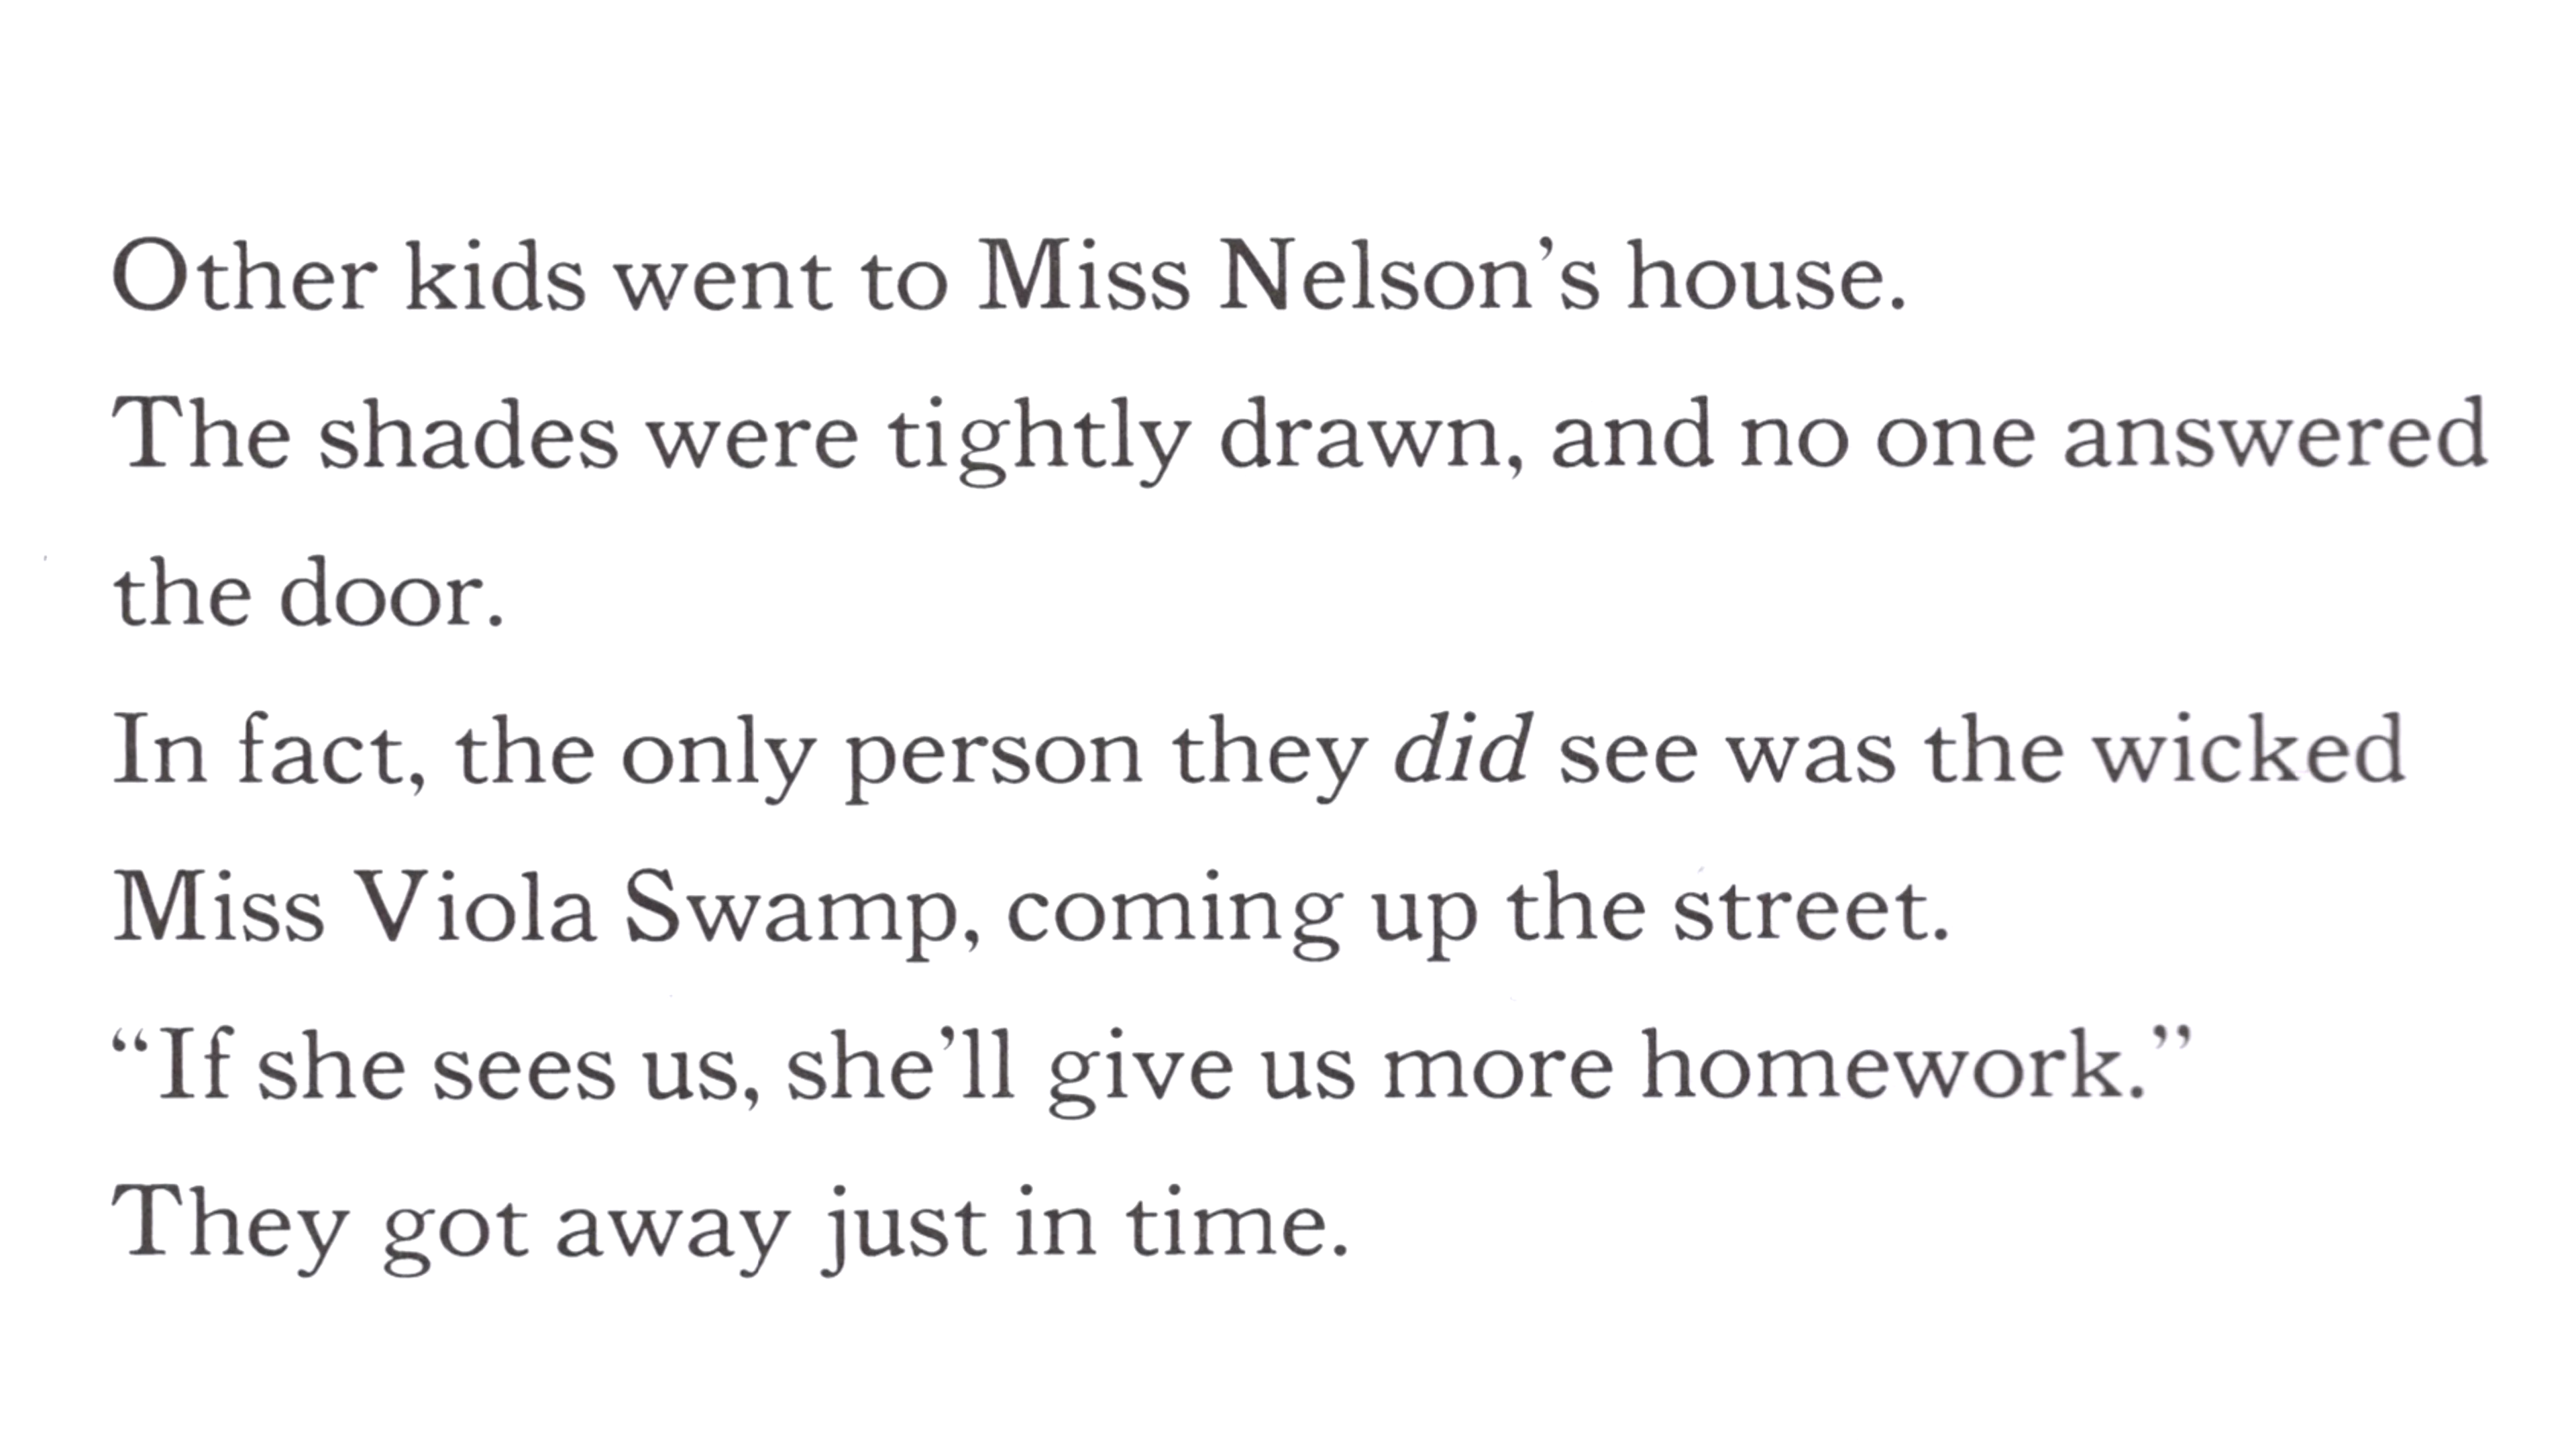 Other kids went to Miss Nelson’s house.
The shades were tightly drawn, and no one answered
the door.
In fact, the only person they did see was the wicked
Miss Viola Swamp, coming up the street.
“If she sees us, she’ll give us more homework.”
They got away just in time.